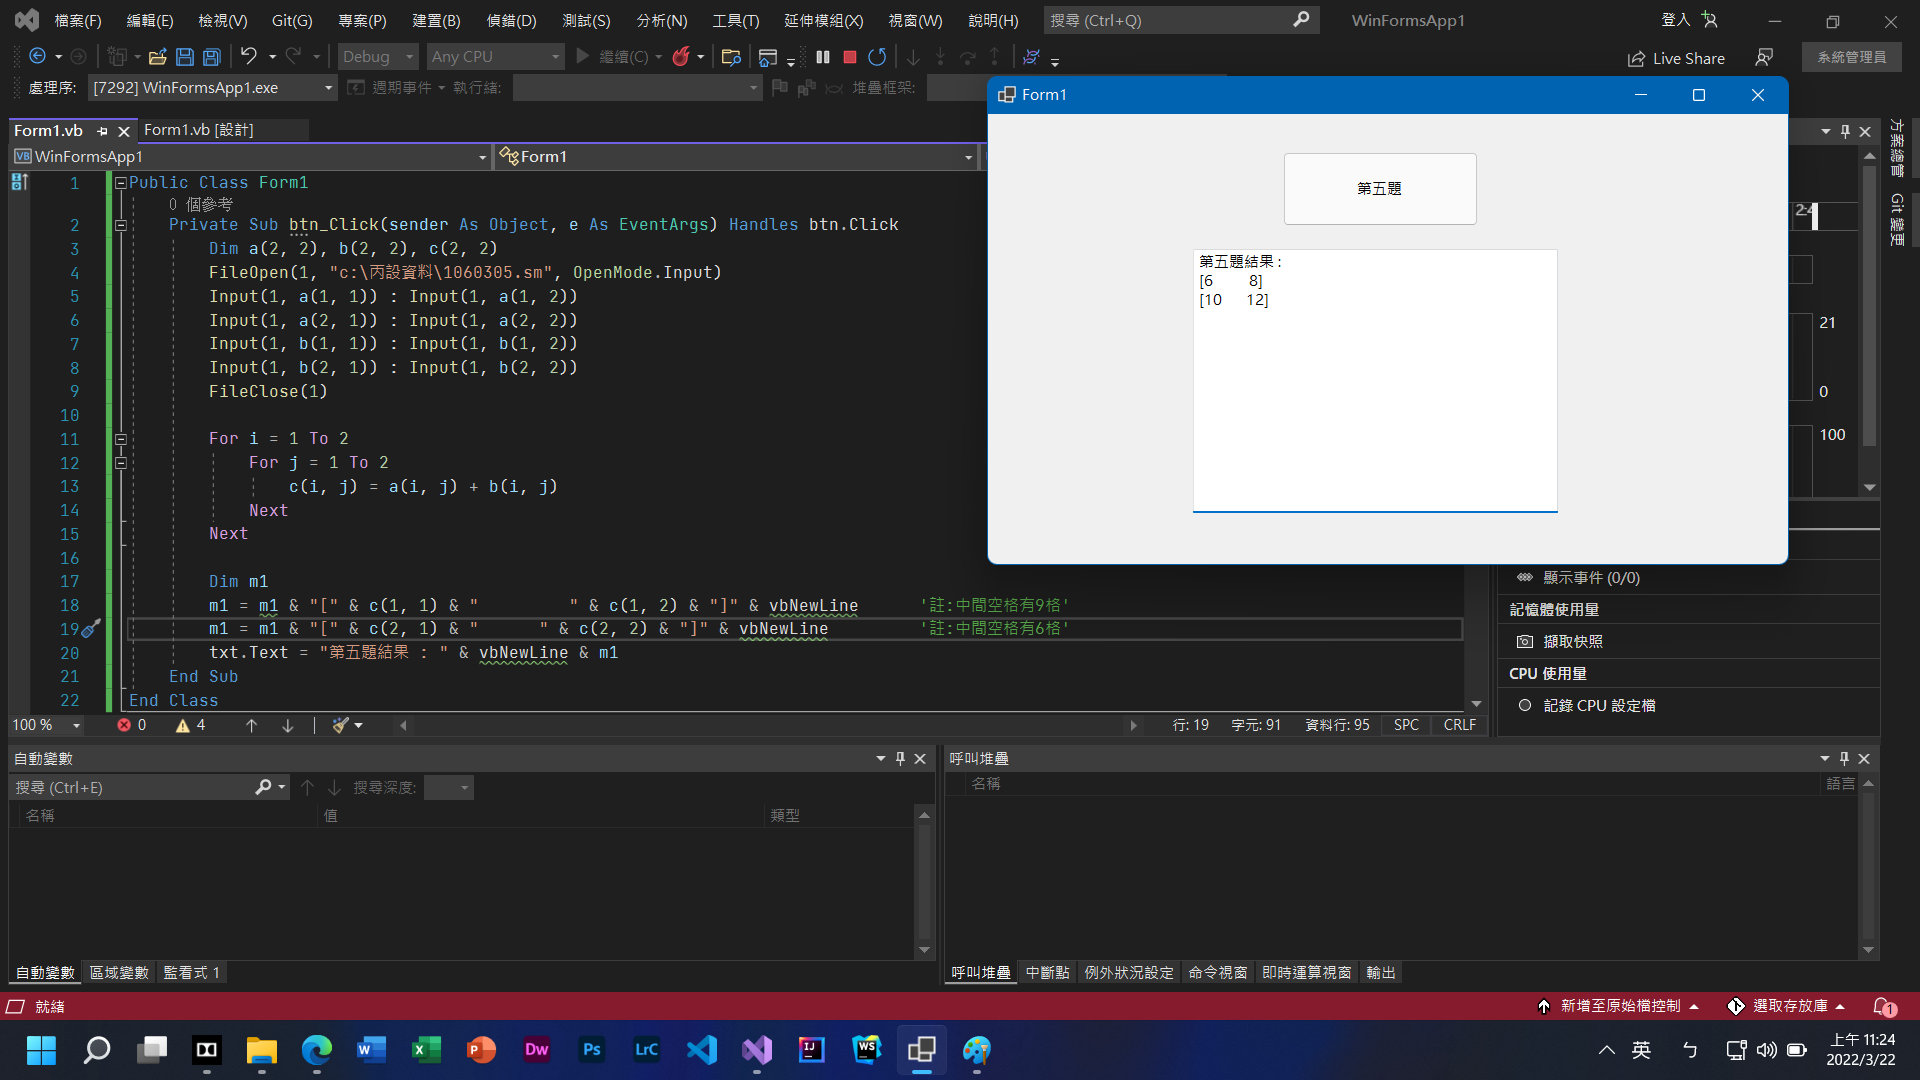 檔案(F) 編輯(E) 檢視(V) Git(G) 專案(P) 建置(B) 偵錯(D) 測試(S) 分析(N) 工具(T) 延伸模組(X) 視窗(W) 說明(H) 搜尋 (Ctrl+Q) WinFormsApp1 登入
Debug Any CPU 繼續(C) Live Share 系統管理員
處理序: [7292] WinFormsApp1.exe 週期事件 執行緒: 堆疊框架:
Form1.vb Form1.vb [設計]
WinFormsApp1 Form1
1 Public Class Form1
0 個參考
2 Private Sub btn_Click(sender As Object, e As EventArgs) Handles btn.Click
3 Dim a(2, 2), b(2, 2), c(2, 2)
4 FileOpen(1, "c:\丙設資料\1060305.sm", OpenMode.Input)
5 Input(1, a(1, 1)) : Input(1, a(1, 2))
6 Input(1, a(2, 1)) : Input(1, a(2, 2))
7 Input(1, b(1, 1)) : Input(1, b(1, 2))
8 Input(1, b(2, 1)) : Input(1, b(2, 2))
9 FileClose(1)
10
11 For i = 1 To 2
12 For j = 1 To 2
13 c(i, j) = a(i, j) + b(i, j)
14 Next
15 Next
16
17 Dim m1
18 m1 = m1 & "[" & c(1, 1) & "         " & c(1, 2) & "]" & vbNewLine '註:中間空格有9格'
19 m1 = m1 & "[" & c(2, 1) & "      " & c(2, 2) & "]" & vbNewLine '註:中間空格有6格'
20 txt.Text = "第五題結果 : " & vbNewLine & m1
21 End Sub
22 End Class
100 % 0 4 行: 19 字元: 91 資料行: 95 SPC CRLF
Form1
第五題
第五題結果 :
[6         8]
[10      12]
方案總管
Git 變更
21
0
100
顯示事件 (0/0)
記憶體使用量
擷取快照
CPU 使用量
記錄 CPU 設定檔
自動變數
搜尋 (Ctrl+E) 搜尋深度:
名稱 值 類型
自動變數 區域變數 監看式 1
呼叫堆疊
名稱 語言
呼叫堆疊 中斷點 例外狀況設定 命令視窗 即時運算視窗 輸出
就緒 新增至原始檔控制 選取存放庫 1
W X P Dw Ps LrC IJ WS
英 ㄅ 上午 11:24
2022/3/22